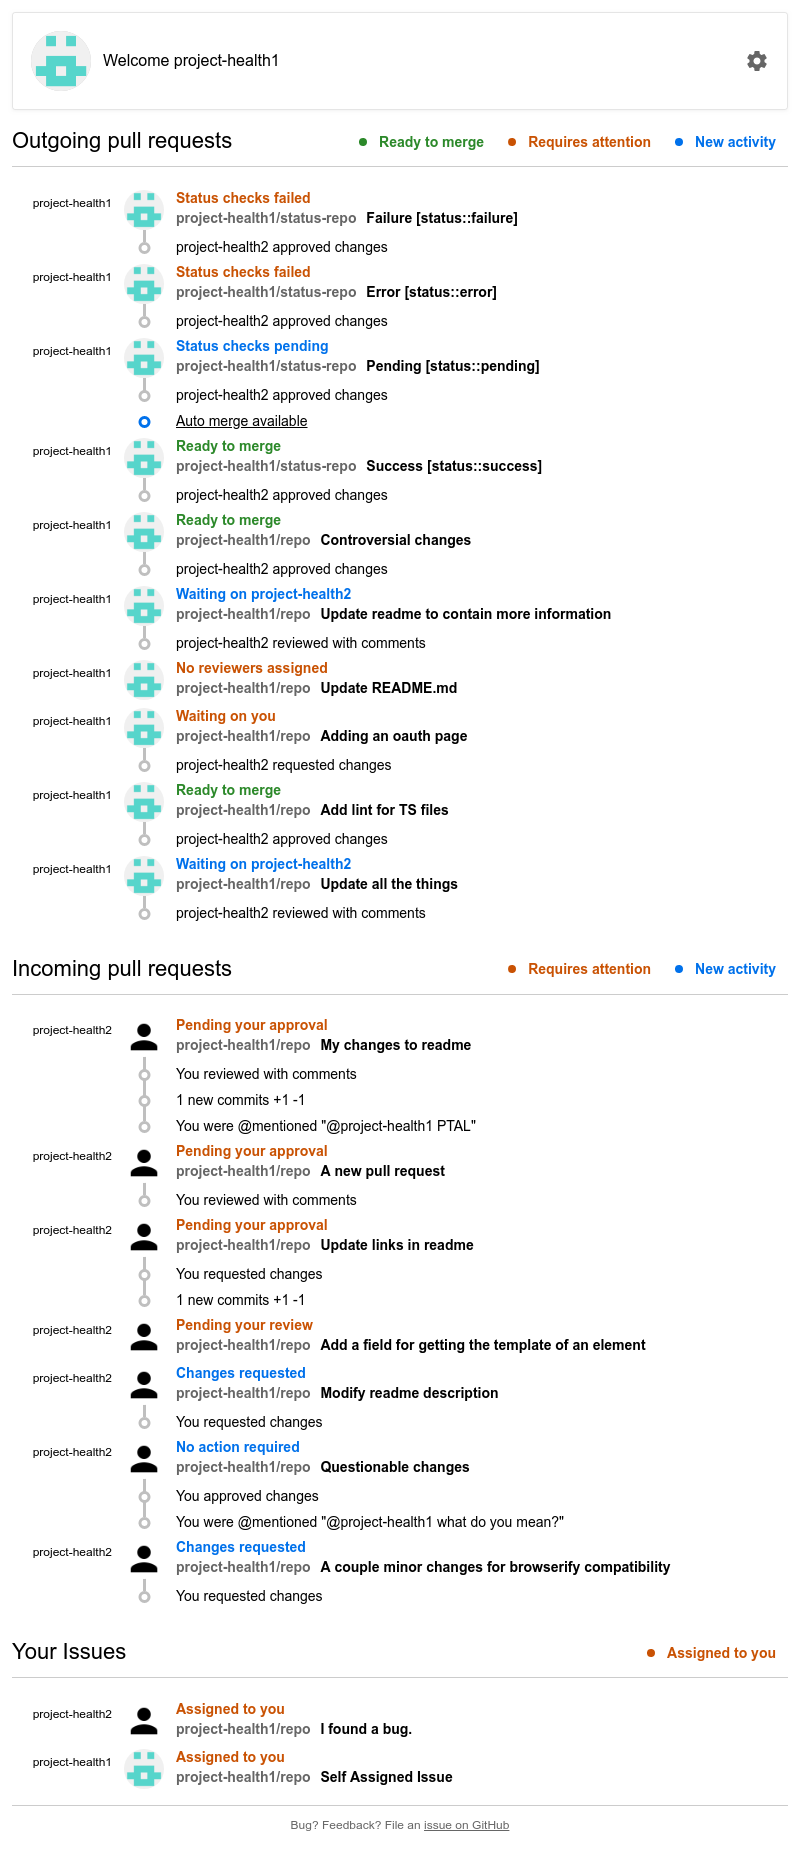 Welcome project-health1
Outgoing pull requests
Ready to merge
Requires attention
New activity
project-health1
Status checks failed
project-health1/status-repo Failure [status::failure]
project-health2 approved changes
project-health1
Status checks failed
project-health1/status-repo Error [status::error]
project-health2 approved changes
project-health1
Status checks pending
project-health1/status-repo Pending [status::pending]
project-health2 approved changes
Auto merge available
project-health1
Ready to merge
project-health1/status-repo Success [status::success]
project-health2 approved changes
project-health1
Ready to merge
project-health1/repo Controversial changes
project-health2 approved changes
project-health1
Waiting on project-health2
project-health1/repo Update readme to contain more information
project-health2 reviewed with comments
project-health1
No reviewers assigned
project-health1/repo Update README.md
project-health1
Waiting on you
project-health1/repo Adding an oauth page
project-health2 requested changes
project-health1
Ready to merge
project-health1/repo Add lint for TS files
project-health2 approved changes
project-health1
Waiting on project-health2
project-health1/repo Update all the things
project-health2 reviewed with comments
Incoming pull requests
Requires attention
New activity
project-health2
Pending your approval
project-health1/repo My changes to readme
You reviewed with comments
1 new commits +1 -1
You were @mentioned "@project-health1 PTAL"
project-health2
Pending your approval
project-health1/repo A new pull request
You reviewed with comments
project-health2
Pending your approval
project-health1/repo Update links in readme
You requested changes
1 new commits +1 -1
project-health2
Pending your review
project-health1/repo Add a field for getting the template of an element
project-health2
Changes requested
project-health1/repo Modify readme description
You requested changes
project-health2
No action required
project-health1/repo Questionable changes
You approved changes
You were @mentioned "@project-health1 what do you mean?"
project-health2
Changes requested
project-health1/repo A couple minor changes for browserify compatibility
You requested changes
Your Issues
Assigned to you
project-health2
Assigned to you
project-health1/repo I found a bug.
project-health1
Assigned to you
project-health1/repo Self Assigned Issue
Bug? Feedback? File an issue on GitHub